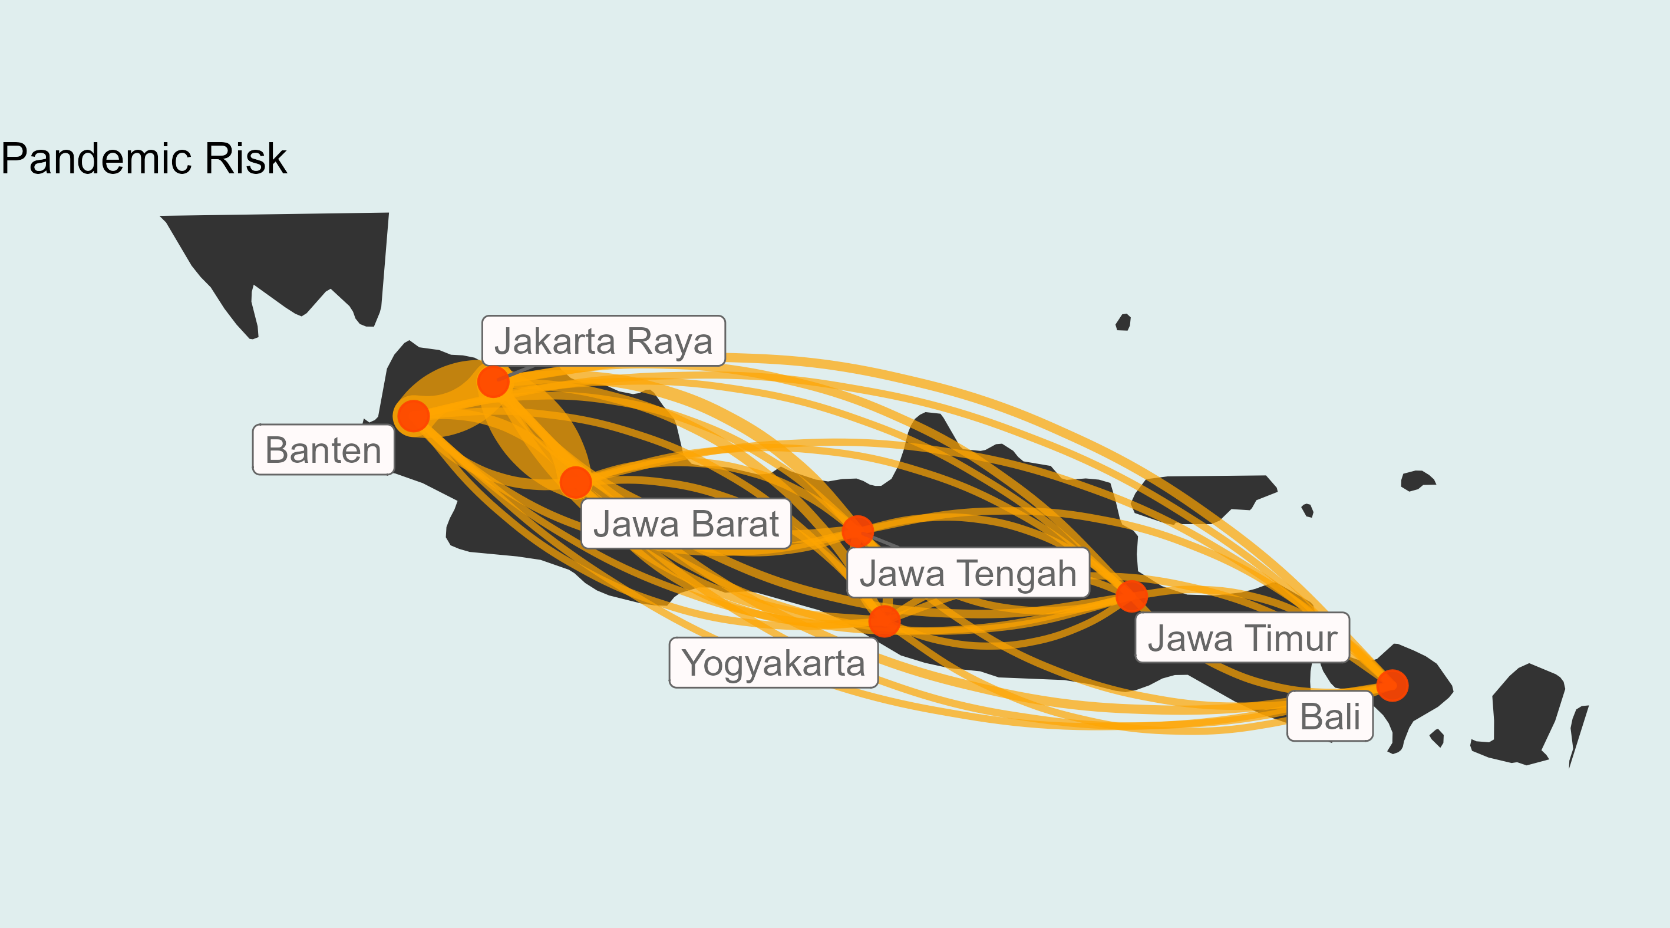 Pandemic Risk
Jakarta Raya
Banten
Jawa Barat
Jawa Tengah
Jawa Timur
Yogyakarta
Bali